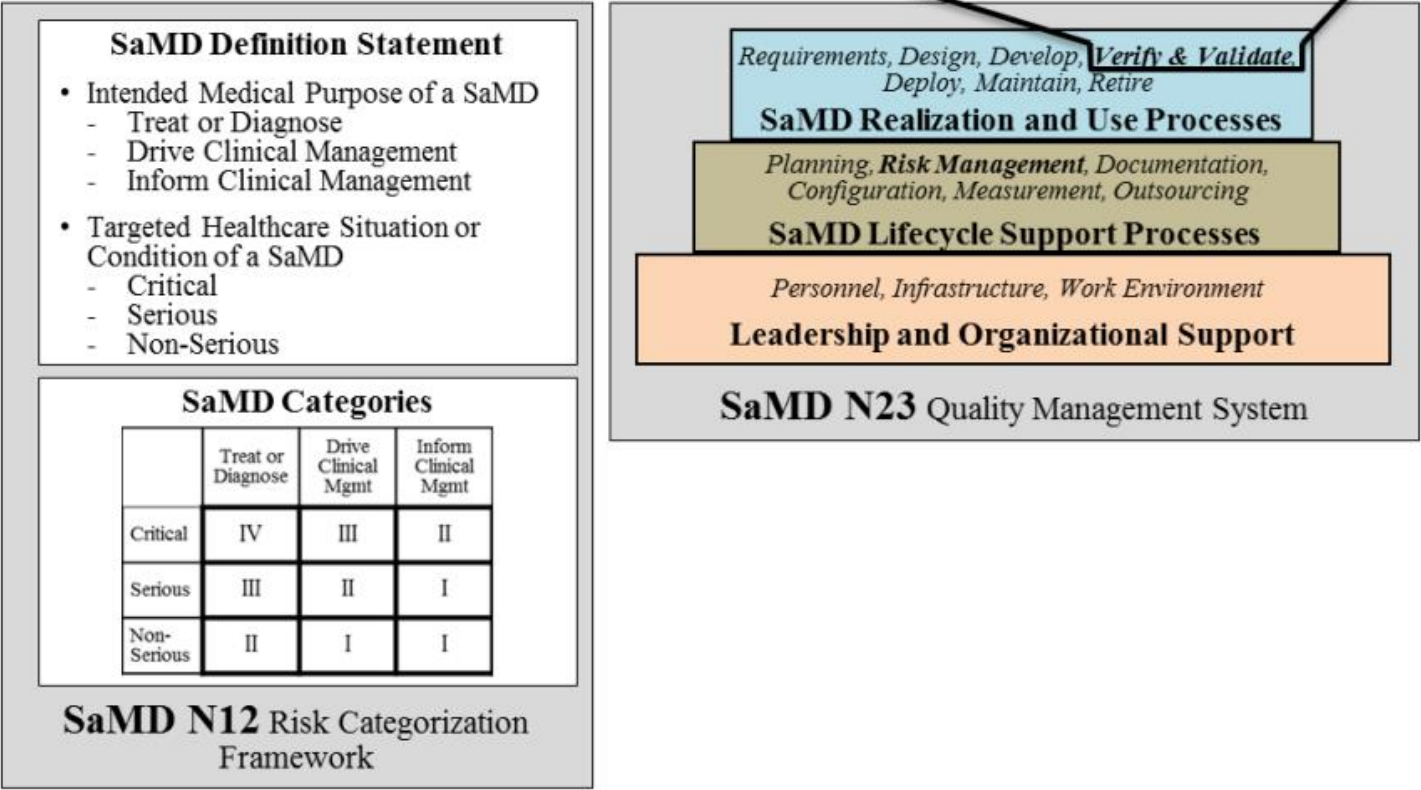 SaMD Definition Statement
• Intended Medical Purpose of a SaMD
- Treat or Diagnose
- Drive Clinical Management
- Inform Clinical Management
• Targeted Healthcare Situation or
Condition of a SaMD
- Critical
- Serious
- Non-Serious
SaMD Categories
Treat or
Diagnose
Drive
Clinical
Mgmt
Inform
Clinical
Mgmt
Critical IV III II
Serious III II I
Non-
Serious II I I
SaMD N12 Risk Categorization
Framework
Requirements, Design, Develop, Verify & Validate,
Deploy, Maintain, Retire
SaMD Realization and Use Processes
Planning, Risk Management, Documentation,
Configuration, Measurement, Outsourcing
SaMD Lifecycle Support Processes
Personnel, Infrastructure, Work Environment
Leadership and Organizational Support
SaMD N23 Quality Management System